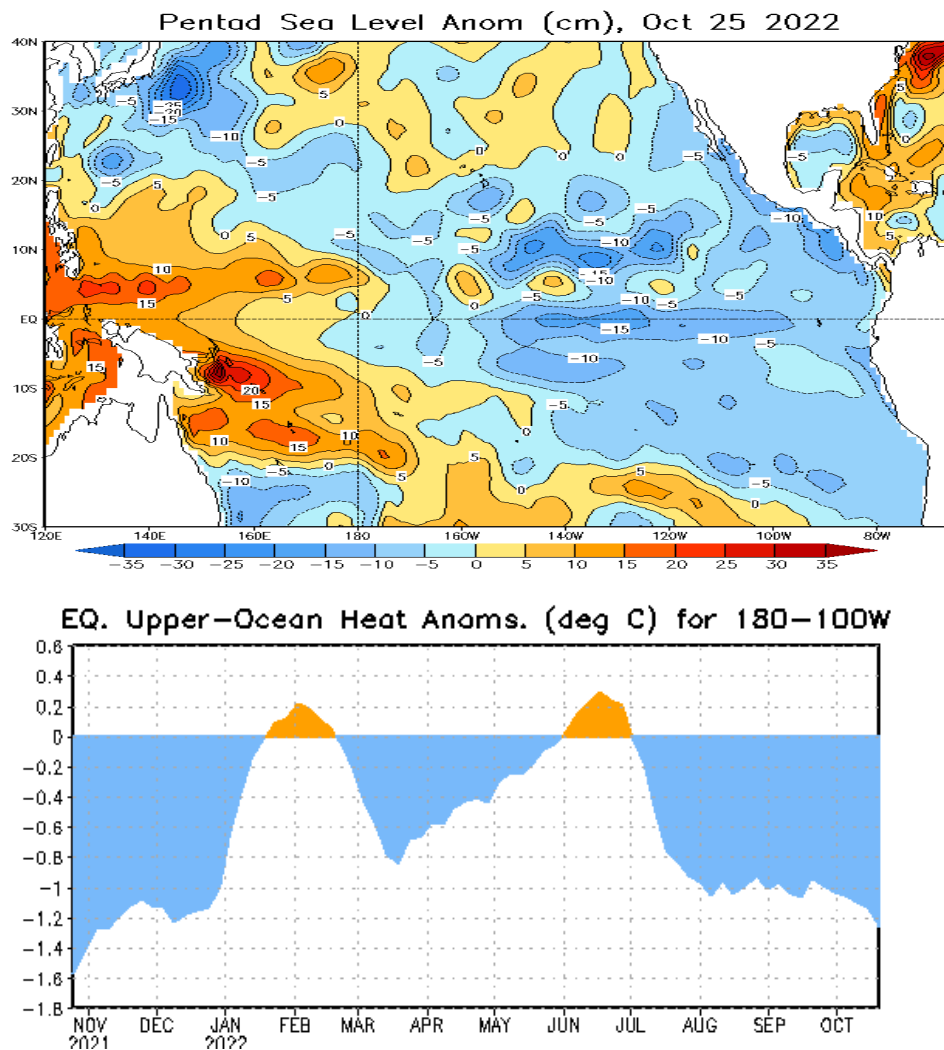 Pentad Sea Level Anom (cm), Oct 25 2022
40N
30N
20N
10N
EQ
10S
20S
30S
120E 140E 160E 180 160W 140W 120W 100W 80W
-35 -30 -25 -20 -15 -10 -5 0 5 10 15 20 25 30 35
EQ. Upper-Ocean Heat Anoms. (deg C) for 180-100W
0.6
0.4
0.2
0
-0.2
-0.4
-0.6
-0.8
-1
-1.2
-1.4
-1.6
-1.8
NOV DEC JAN FEB MAR APR MAY JUN JUL AUG SEP OCT
2021 2022